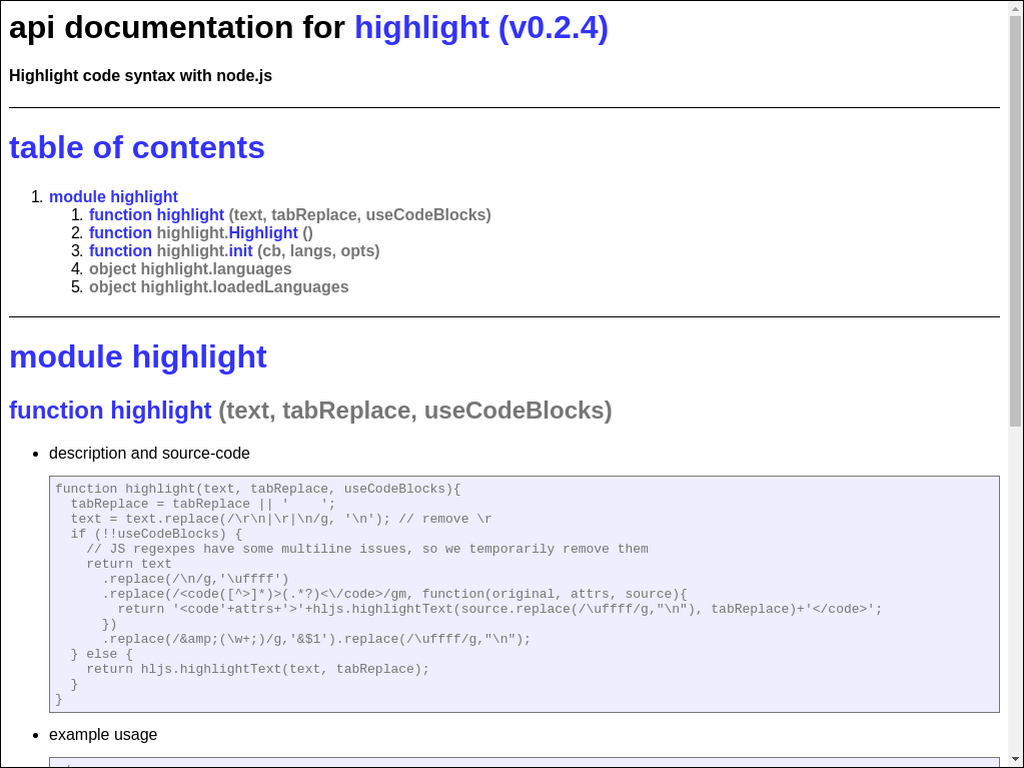 api documentation for highlight (v0.2.4)
Highlight code syntax with node.js
table of contents
1. module highlight
1. function highlight (text, tabReplace, useCodeBlocks)
2. function highlight.Highlight ()
3. function highlight.init (cb, langs, opts)
4. object highlight.languages
5. object highlight.loadedLanguages
module highlight
function highlight (text, tabReplace, useCodeBlocks)
• description and source-code
function highlight(text, tabReplace, useCodeBlocks){
  tabReplace = tabReplace || '    ';
  text = text.replace(/\r\n|\r|\n/g, '\n'); // remove \r
  if (!!useCodeBlocks) {
    // JS regexpes have some multiline issues, so we temporarily remove them
    return text
      .replace(/\n/g,'\uffff')
      .replace(/<code([^>]*)>(.*?)<\/code>/gm, function(original, attrs, source){
        return '<code'+attrs+'>'+hljs.highlightText(source.replace(/\uffff/g,"\n"), tabReplace)+'</code>';
      })
      .replace(/&amp;(\w+;)/g,'&$1').replace(/\uffff/g,"\n");
  } else {
    return hljs.highlightText(text, tabReplace);
  }
}
• example usage